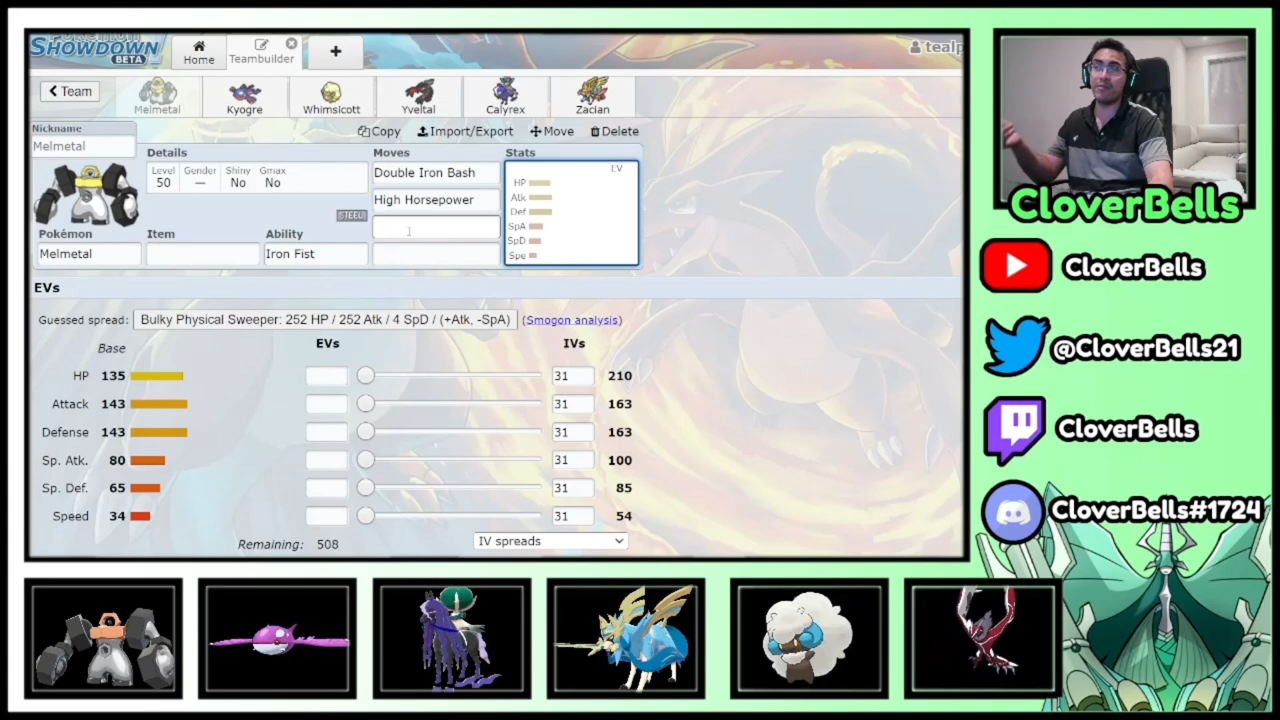 POKÉMON
SHOWDOWN
BETA
Home
Teambuilder
+
Team
Melmetal
Kyogre
Whimsicott
Yveltal
Calyrex
Zacian
Copy
Import/Export
Move
Delete
Nickname
Melmetal
Details
Level Gender Shiny Gmax
50 — No No
STEEL
Pokémon
Melmetal
Item
Ability
Iron Fist
Moves
Double Iron Bash
High Horsepower
Stats
EV
HP
Atk
Def
SpA
SpD
Spe
EVs
Guessed spread: Bulky Physical Sweeper: 252 HP / 252 Atk / 4 SpD / (+Atk, -SpA) (Smogon analysis)
Base EVs IVs
HP 135 31 210
Attack 143 31 163
Defense 143 31 163
Sp. Atk. 80 31 100
Sp. Def. 65 31 85
Speed 34 31 54
Remaining: 508
IV spreads
CloverBells
CloverBells
@CloverBells21
CloverBells
CloverBells#1724